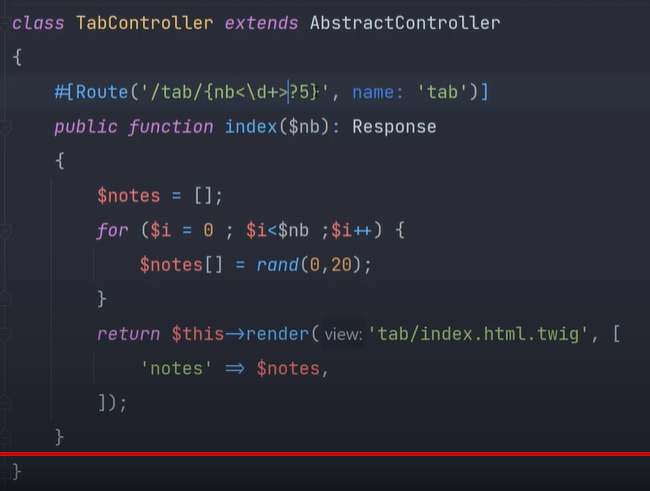 class TabController extends AbstractController
{
#[Route('/tab/{nb<\d+>?5}', name: 'tab')]
public function index($nb): Response
{
$notes = [];
for ($i = 0 ; $i<$nb ;$i++) {
$notes[] = rand(0,20);
}
return $this->render( view: 'tab/index.html.twig', [
'notes' => $notes,
]);
}
}